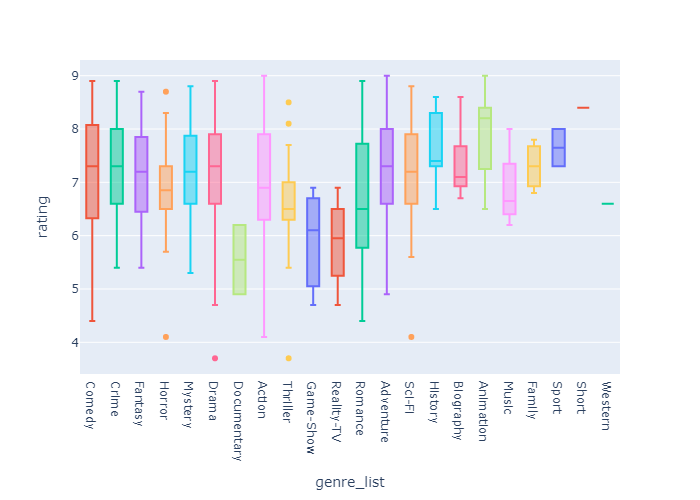 9
8
7
6
5
4
rating
Comedy
Crime
Fantasy
Horror
Mystery
Drama
Documentary
Action
Thriller
Game-Show
Reality-TV
Romance
Adventure
Sci-Fi
History
Biography
Animation
Music
Family
Sport
Short
Western
genre_list